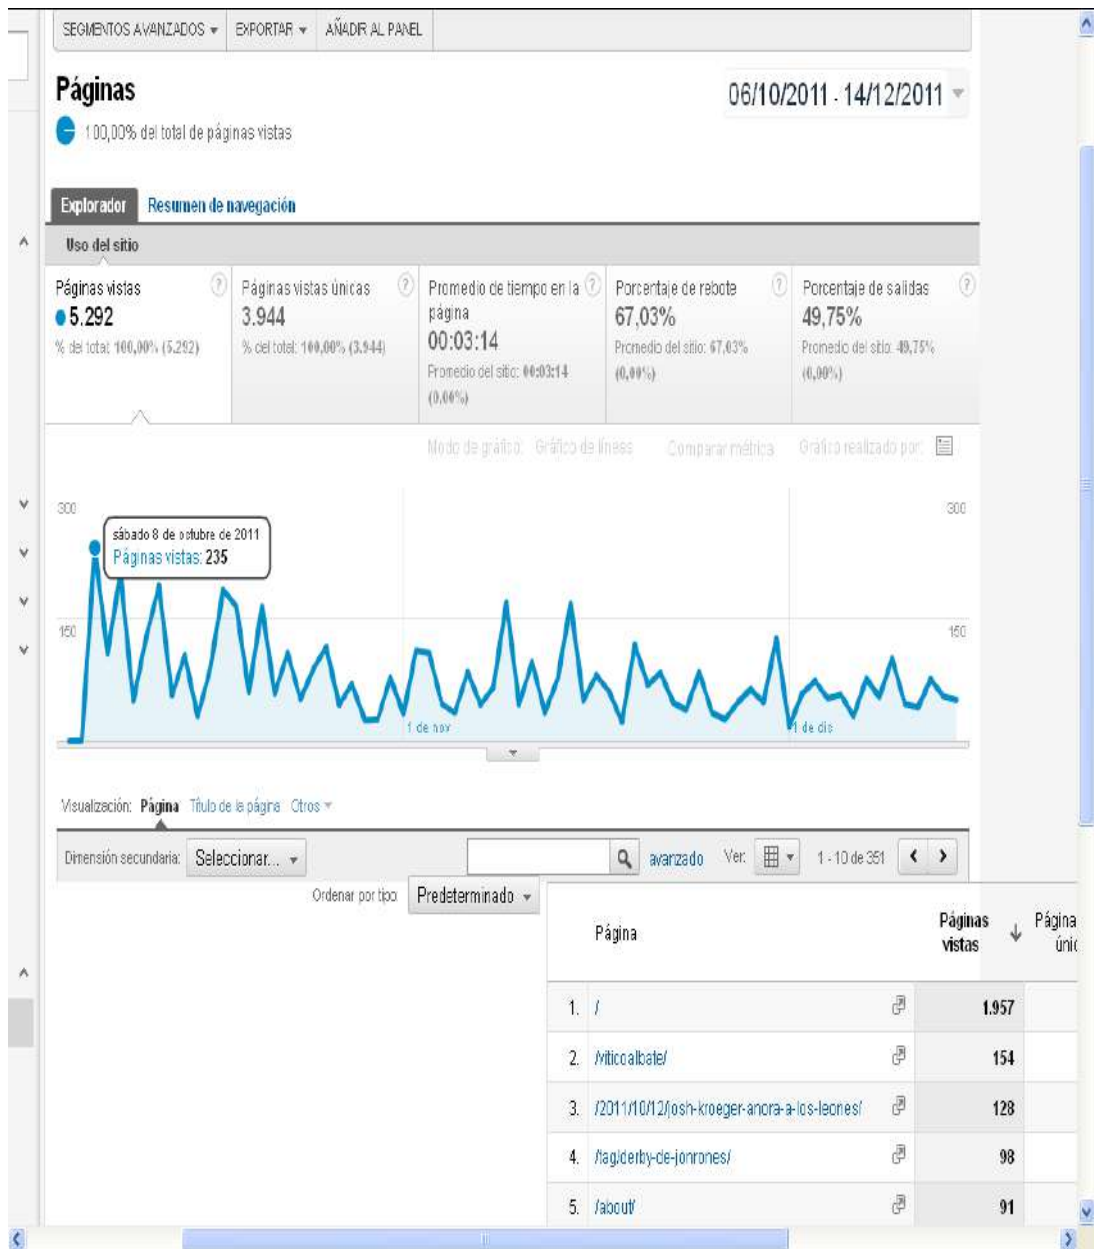 SEGMENTOS AVANZADOS EXPORTAR AÑADIR AL PANEL
Páginas
06/10/2011 - 14/12/2011
100,00% del total de páginas vistas
Explorador Resumen de navegación
Uso del sitio
Páginas vistas
5.292
% del total: 100,00% (5.292)
Páginas vistas únicas
3.944
% del total: 100,00% (3.944)
Promedio de tiempo en la
página
00:03:14
Promedio del sitio: 00:03:14
(0,00%)
Porcentaje de rebote
67,03%
Promedio del sitio: 67,03%
(0,00%)
Porcentaje de salidas
49,75%
Promedio del sitio: 49,75%
(0,00%)
Modo de gráfico: Gráfico de líneas Comparar métrica Gráfico realizado por:
300 300
sábado 8 de octubre de 2011
Páginas vistas: 235
150 150
1 de nov 1 de dic
Visualización: Página Título de la página Otros
Dimensión secundaria: Seleccionar... avanzado Ver: 1 - 10 de 351
Ordenar por tipo: Predeterminado
Página Páginas vistas Página únic
1. / 1.957
2. /viticoalbate/ 154
3. /2011/10/12/josh-kroeger-ahora-a-los-leones/ 128
4. /tag/derby-de-jonrones/ 98
5. /about/ 91